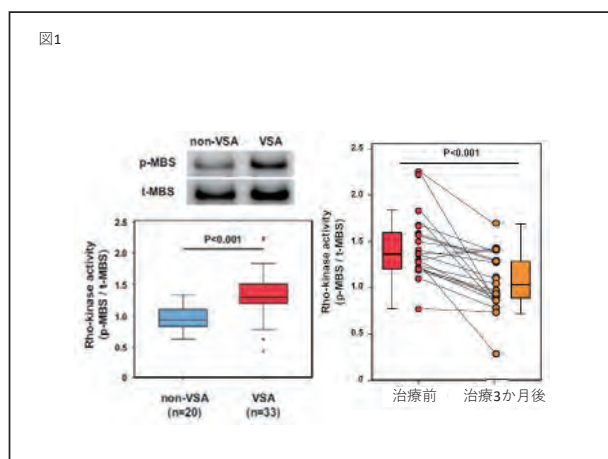 図1
non-VSA VSA
p-MBS
t-MBS
P<0.001
Rho-kinase activity
(p-MBS / t-MBS)
2.5
2.0
1.5
1.0
0.5
0
non-VSA
(n=20)
VSA
(n=33)
P<0.001
Rho-kinase activity
(p-MBS / t-MBS)
2.5
2.0
1.5
1.0
0.5
0
治療前
治療3か月後